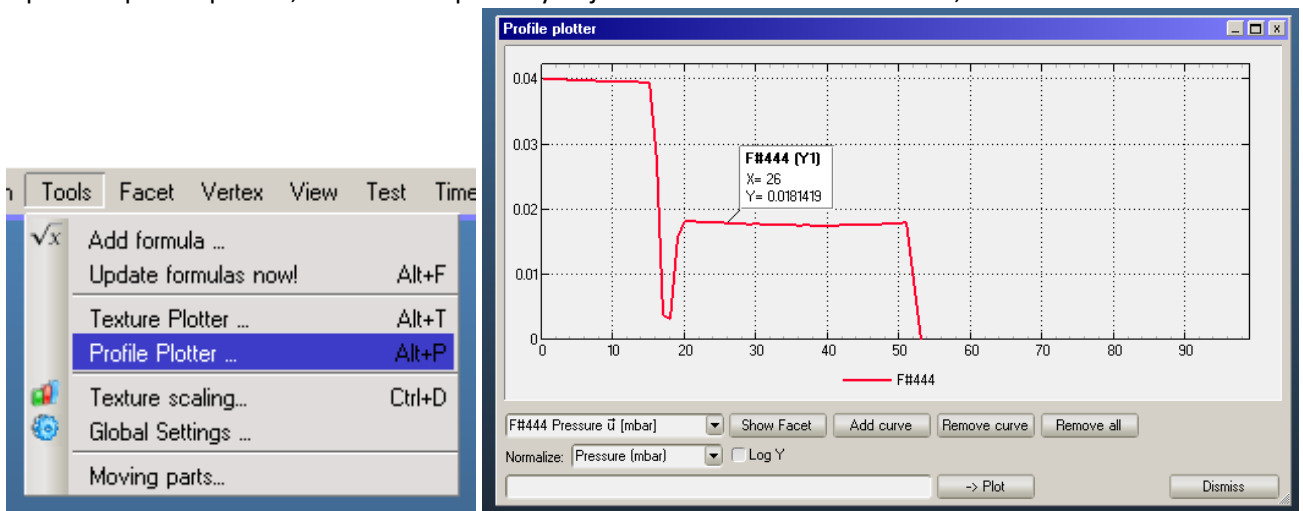 Profile plotter
n Tools Facet Vertex View Test Time
√x Add formula ...
Update formulas now! Alt+F
Texture Plotter ... Alt+T
Profile Plotter ... Alt+P
Texture scaling... Ctrl+D
Global Settings ...
Moving parts...
0.04
0.03
0.02
0.01
0
0 10 20 30 40 50 60 70 80 90
F#444 (Y1)
X= 26
Y= 0.0181419
F#444
F#444 Pressure ū [mbar] Show Facet Add curve Remove curve Remove all
Normalize: Pressure (mbar) Log Y
-> Plot Dismiss